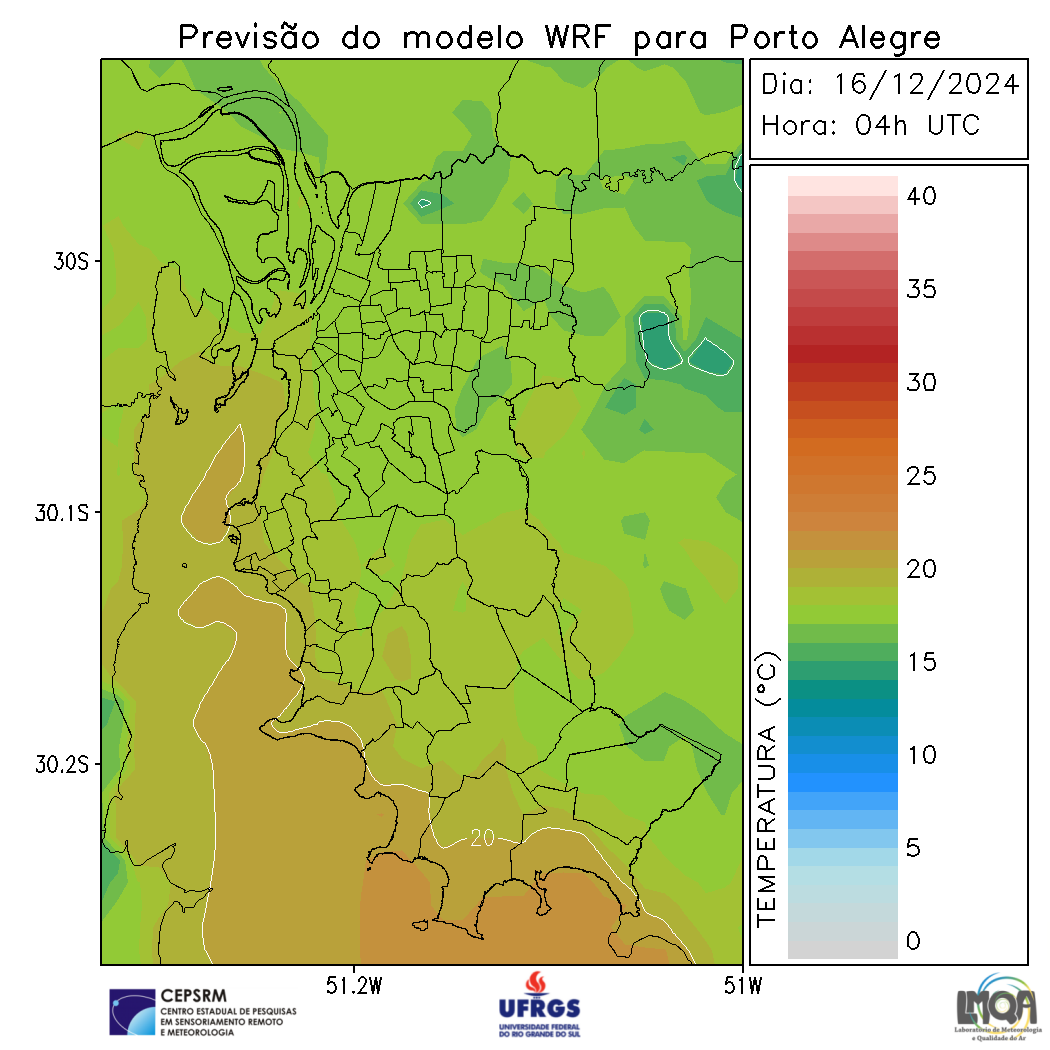 Previsão do modelo WRF para Porto Alegre
Dia: 16/12/2024
Hora: 04h UTC
40
35
30
25
20
15
10
5
0
TEMPERATURA (°C)
30S
30.1S
30.2S
20
51.2W
51W
CEPSRM
CENTRO ESTADUAL DE PESQUISAS
EM SENSORIAMENTO REMOTO
E METEOROLOGIA
UFRGS
UNIVERSIDADE FEDERAL
DO RIO GRANDE DO SUL
LMQA
Laboratório de Meteorologia
e Qualidade do Ar